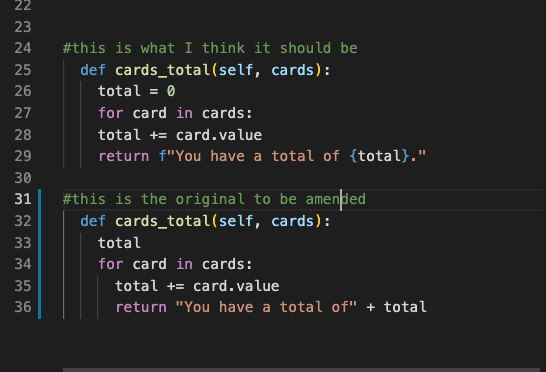 22
23
24 #this is what I think it should be
25 def cards_total(self, cards):
26 total = 0
27 for card in cards:
28 total += card.value
29 return f"You have a total of {total}."
30
31 #this is the original to be amended
32 def cards_total(self, cards):
33 total
34 for card in cards:
35 total += card.value
36 return "You have a total of" + total